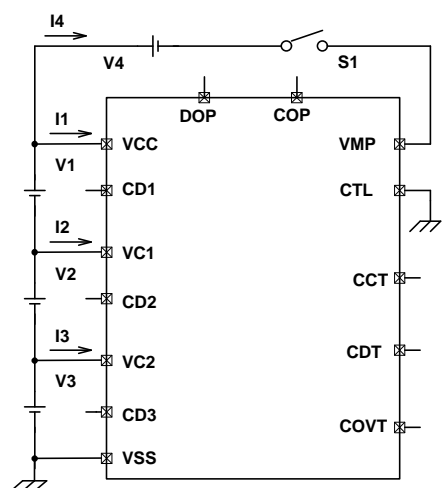 I4
V4
S1
DOP
COP
I1
VCC
VMP
V1
CD1
CTL
I2
VC1
V2
CD2
CCT
I3
VC2
CDT
V3
CD3
COVT
VSS